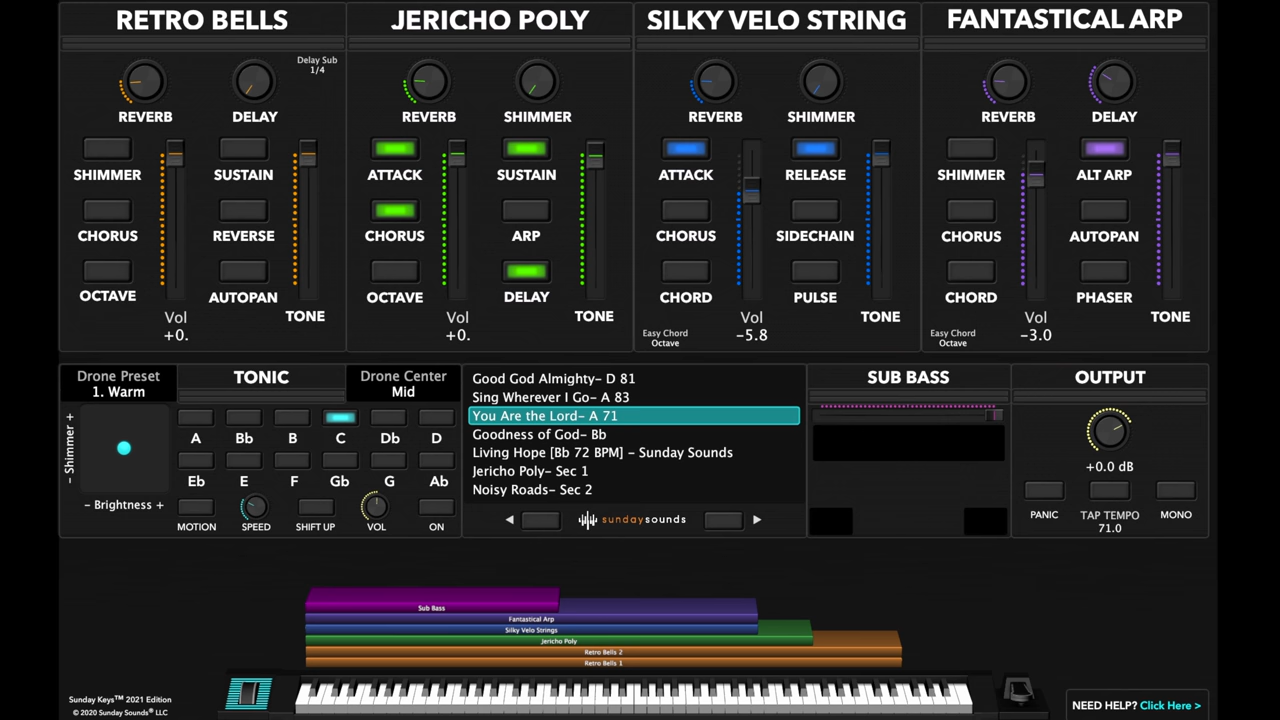 RETRO BELLS
Delay Sub
1/4
REVERB
DELAY
SHIMMER
SUSTAIN
CHORUS
REVERSE
OCTAVE
AUTOPAN
Vol
+0.
TONE
JERICHO POLY
REVERB
SHIMMER
ATTACK
SUSTAIN
CHORUS
ARP
OCTAVE
DELAY
Vol
+0.
TONE
SILKY VELO STRING
REVERB
SHIMMER
ATTACK
RELEASE
CHORUS
SIDECHAIN
CHORD
PULSE
Easy Chord
Octave
Vol
-5.8
TONE
FANTASTICAL ARP
REVERB
DELAY
SHIMMER
ALT ARP
CHORUS
AUTOPAN
CHORD
PHASER
Easy Chord
Octave
Vol
-3.0
TONE
Drone Preset
1. Warm
TONIC
Drone Center
Mid
- Shimmer +
- Brightness +
A Bb B C Db D
Eb E F Gb G Ab
MOTION SPEED SHIFT UP VOL ON
Good God Almighty- D 81
Sing Wherever I Go- A 83
You Are the Lord- A 71
Goodness of God- Bb
Living Hope [Bb 72 BPM] - Sunday Sounds
Jericho Poly- Sec 1
Noisy Roads- Sec 2
sundaysounds
SUB BASS
OUTPUT
+0.0 dB
PANIC
TAP TEMPO
71.0
MONO
Sub Bass
Fantastical Arp
Silky Velo Strings
Jericho Poly
Retro Bells 2
Retro Bells 1
Sunday Keys™ 2021 Edition
© 2020 Sunday Sounds® LLC
NEED HELP? Click Here >